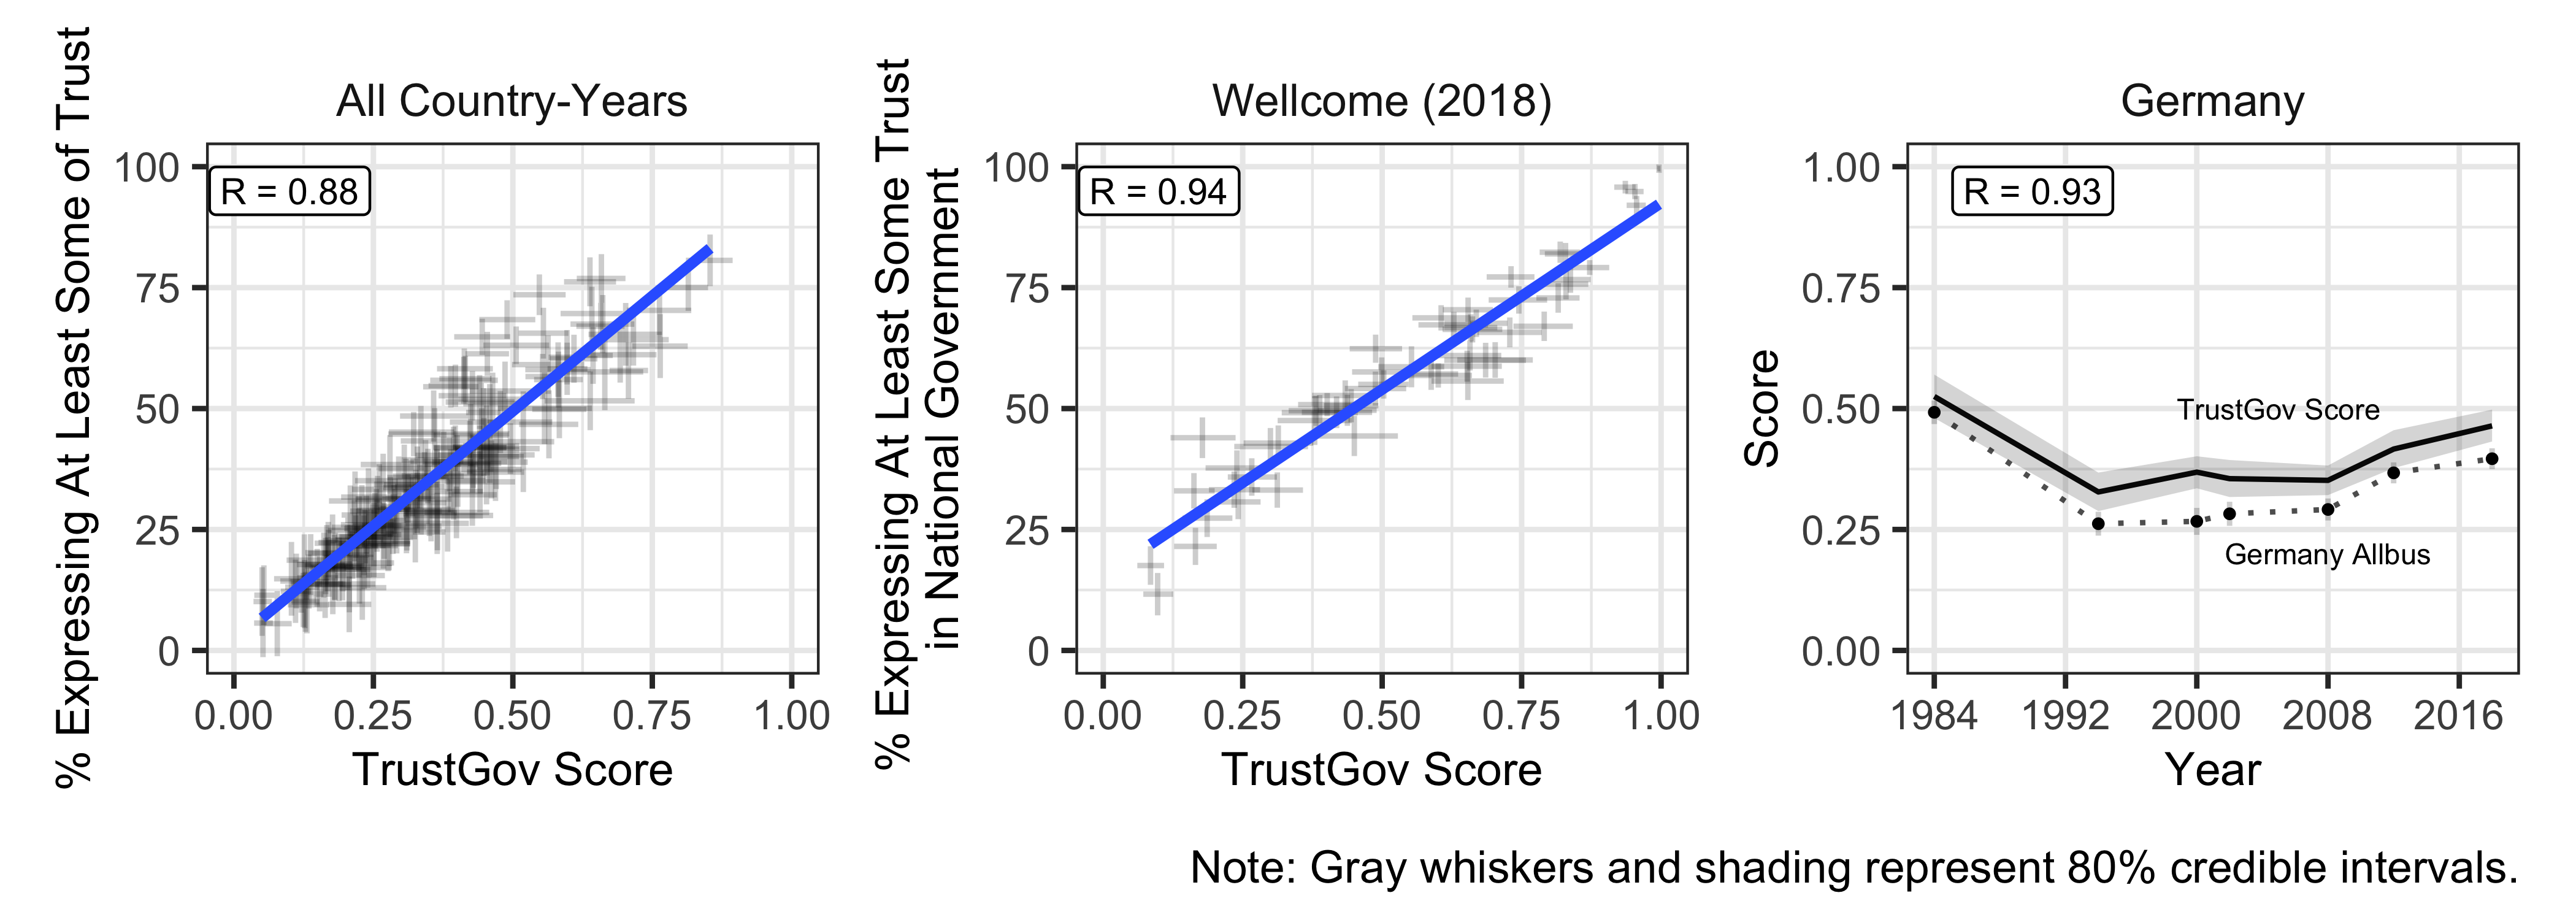 All Country-Years
% Expressing At Least Some of Trust
100
75
50
25
0
R = 0.88
0.00 0.25 0.50 0.75 1.00
TrustGov Score
Wellcome (2018)
% Expressing At Least Some Trust
in National Government
100
75
50
25
0
R = 0.94
0.00 0.25 0.50 0.75 1.00
TrustGov Score
Germany
Score
1.00
0.75
0.50
0.25
0.00
R = 0.93
TrustGov Score
Germany Allbus
1984 1992 2000 2008 2016
Year
Note: Gray whiskers and shading represent 80% credible intervals.